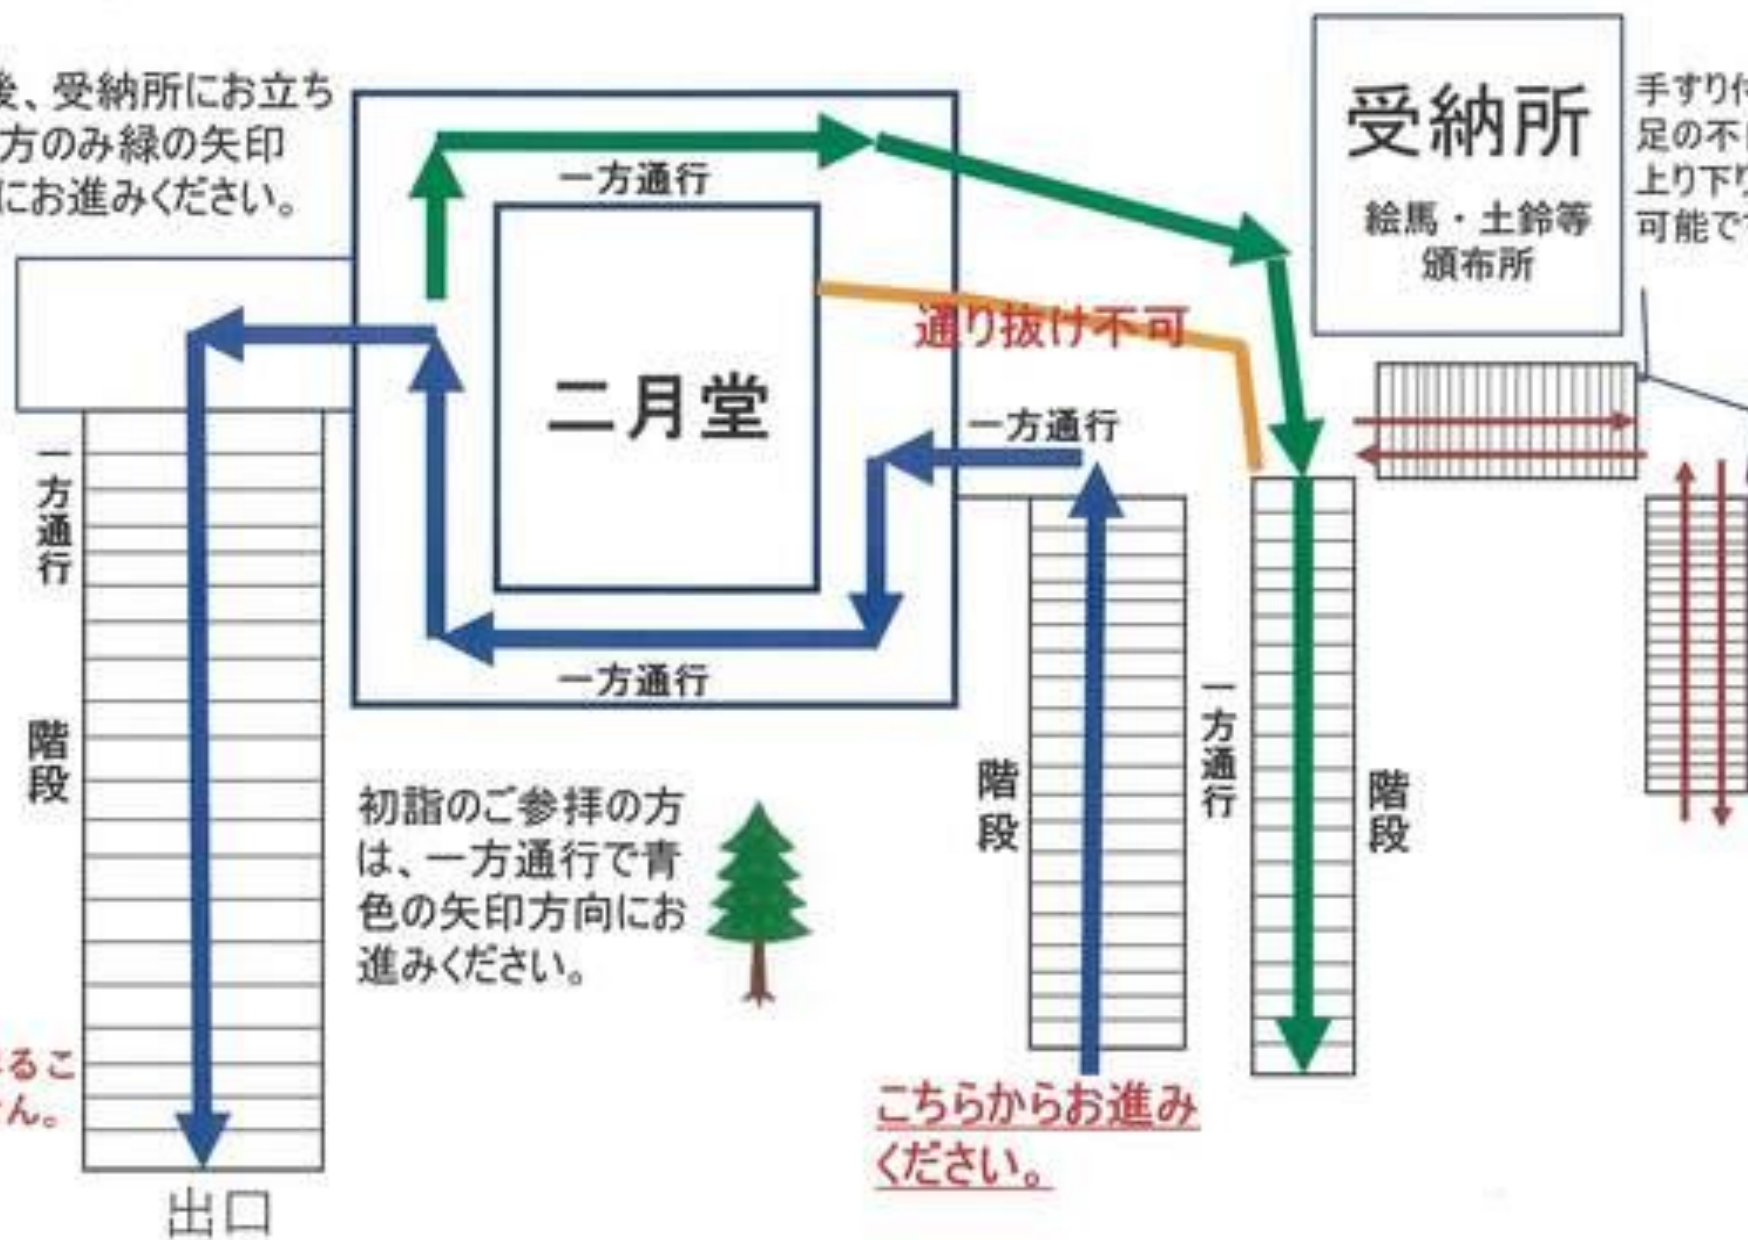 後、受納所にお立ち
方のみ緑の矢印
にお進みください。
一方通行
受納所
絵馬・土鈴等
頒布所
手すり付
足の不
上り下り
可能で
通り抜け不可
二月堂
一方通行
一方通行
一方通行
一方通行
階段
階段
階段
初詣のご参拝の方
は、一方通行で青
色の矢印方向にお
進みください。
るこ
ん。
こちらからお進み
ください。
出口